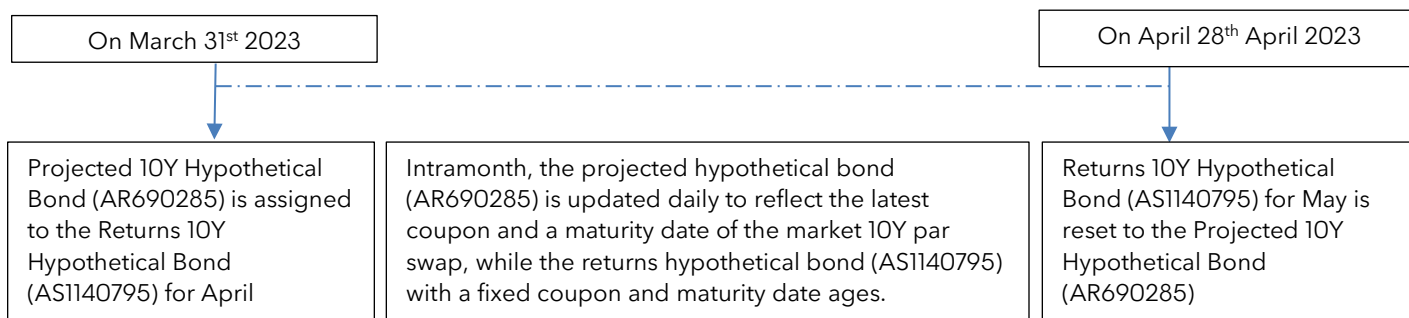 On March 31st 2023
On April 28th April 2023
Projected 10Y Hypothetical
Bond (AR690285) is assigned
to the Returns 10Y
Hypothetical Bond
(AS1140795) for April
Intramonth, the projected hypothetical bond
(AR690285) is updated daily to reflect the latest
coupon and a maturity date of the market 10Y par
swap, while the returns hypothetical bond (AS1140795)
with a fixed coupon and maturity date ages.
Returns 10Y Hypothetical
Bond (AS1140795) for May is
reset to the Projected 10Y
Hypothetical Bond
(AR690285)